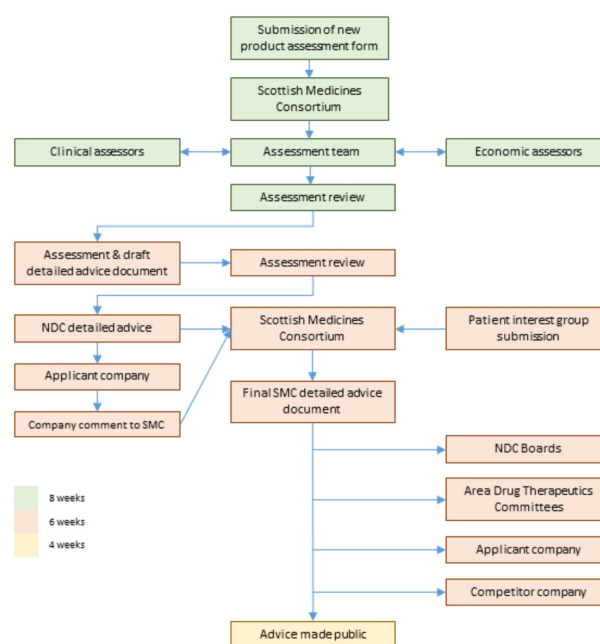 Submission of new
product assessment form
Scottish Medicines
Consortium
Clinical assessors
Assessment team
Economic assessors
Assessment review
Assessment & draft
detailed advice document
Assessment review
NDC detailed advice
Scottish Medicines
Consortium
Patient interest group
submission
Applicant company
Final SMC detailed advice
document
Company comment to SMC
NDC Boards
8 weeks
Area Drug Therapeutics
Committees
6 weeks
4 weeks
Applicant company
Competitor company
Advice made public